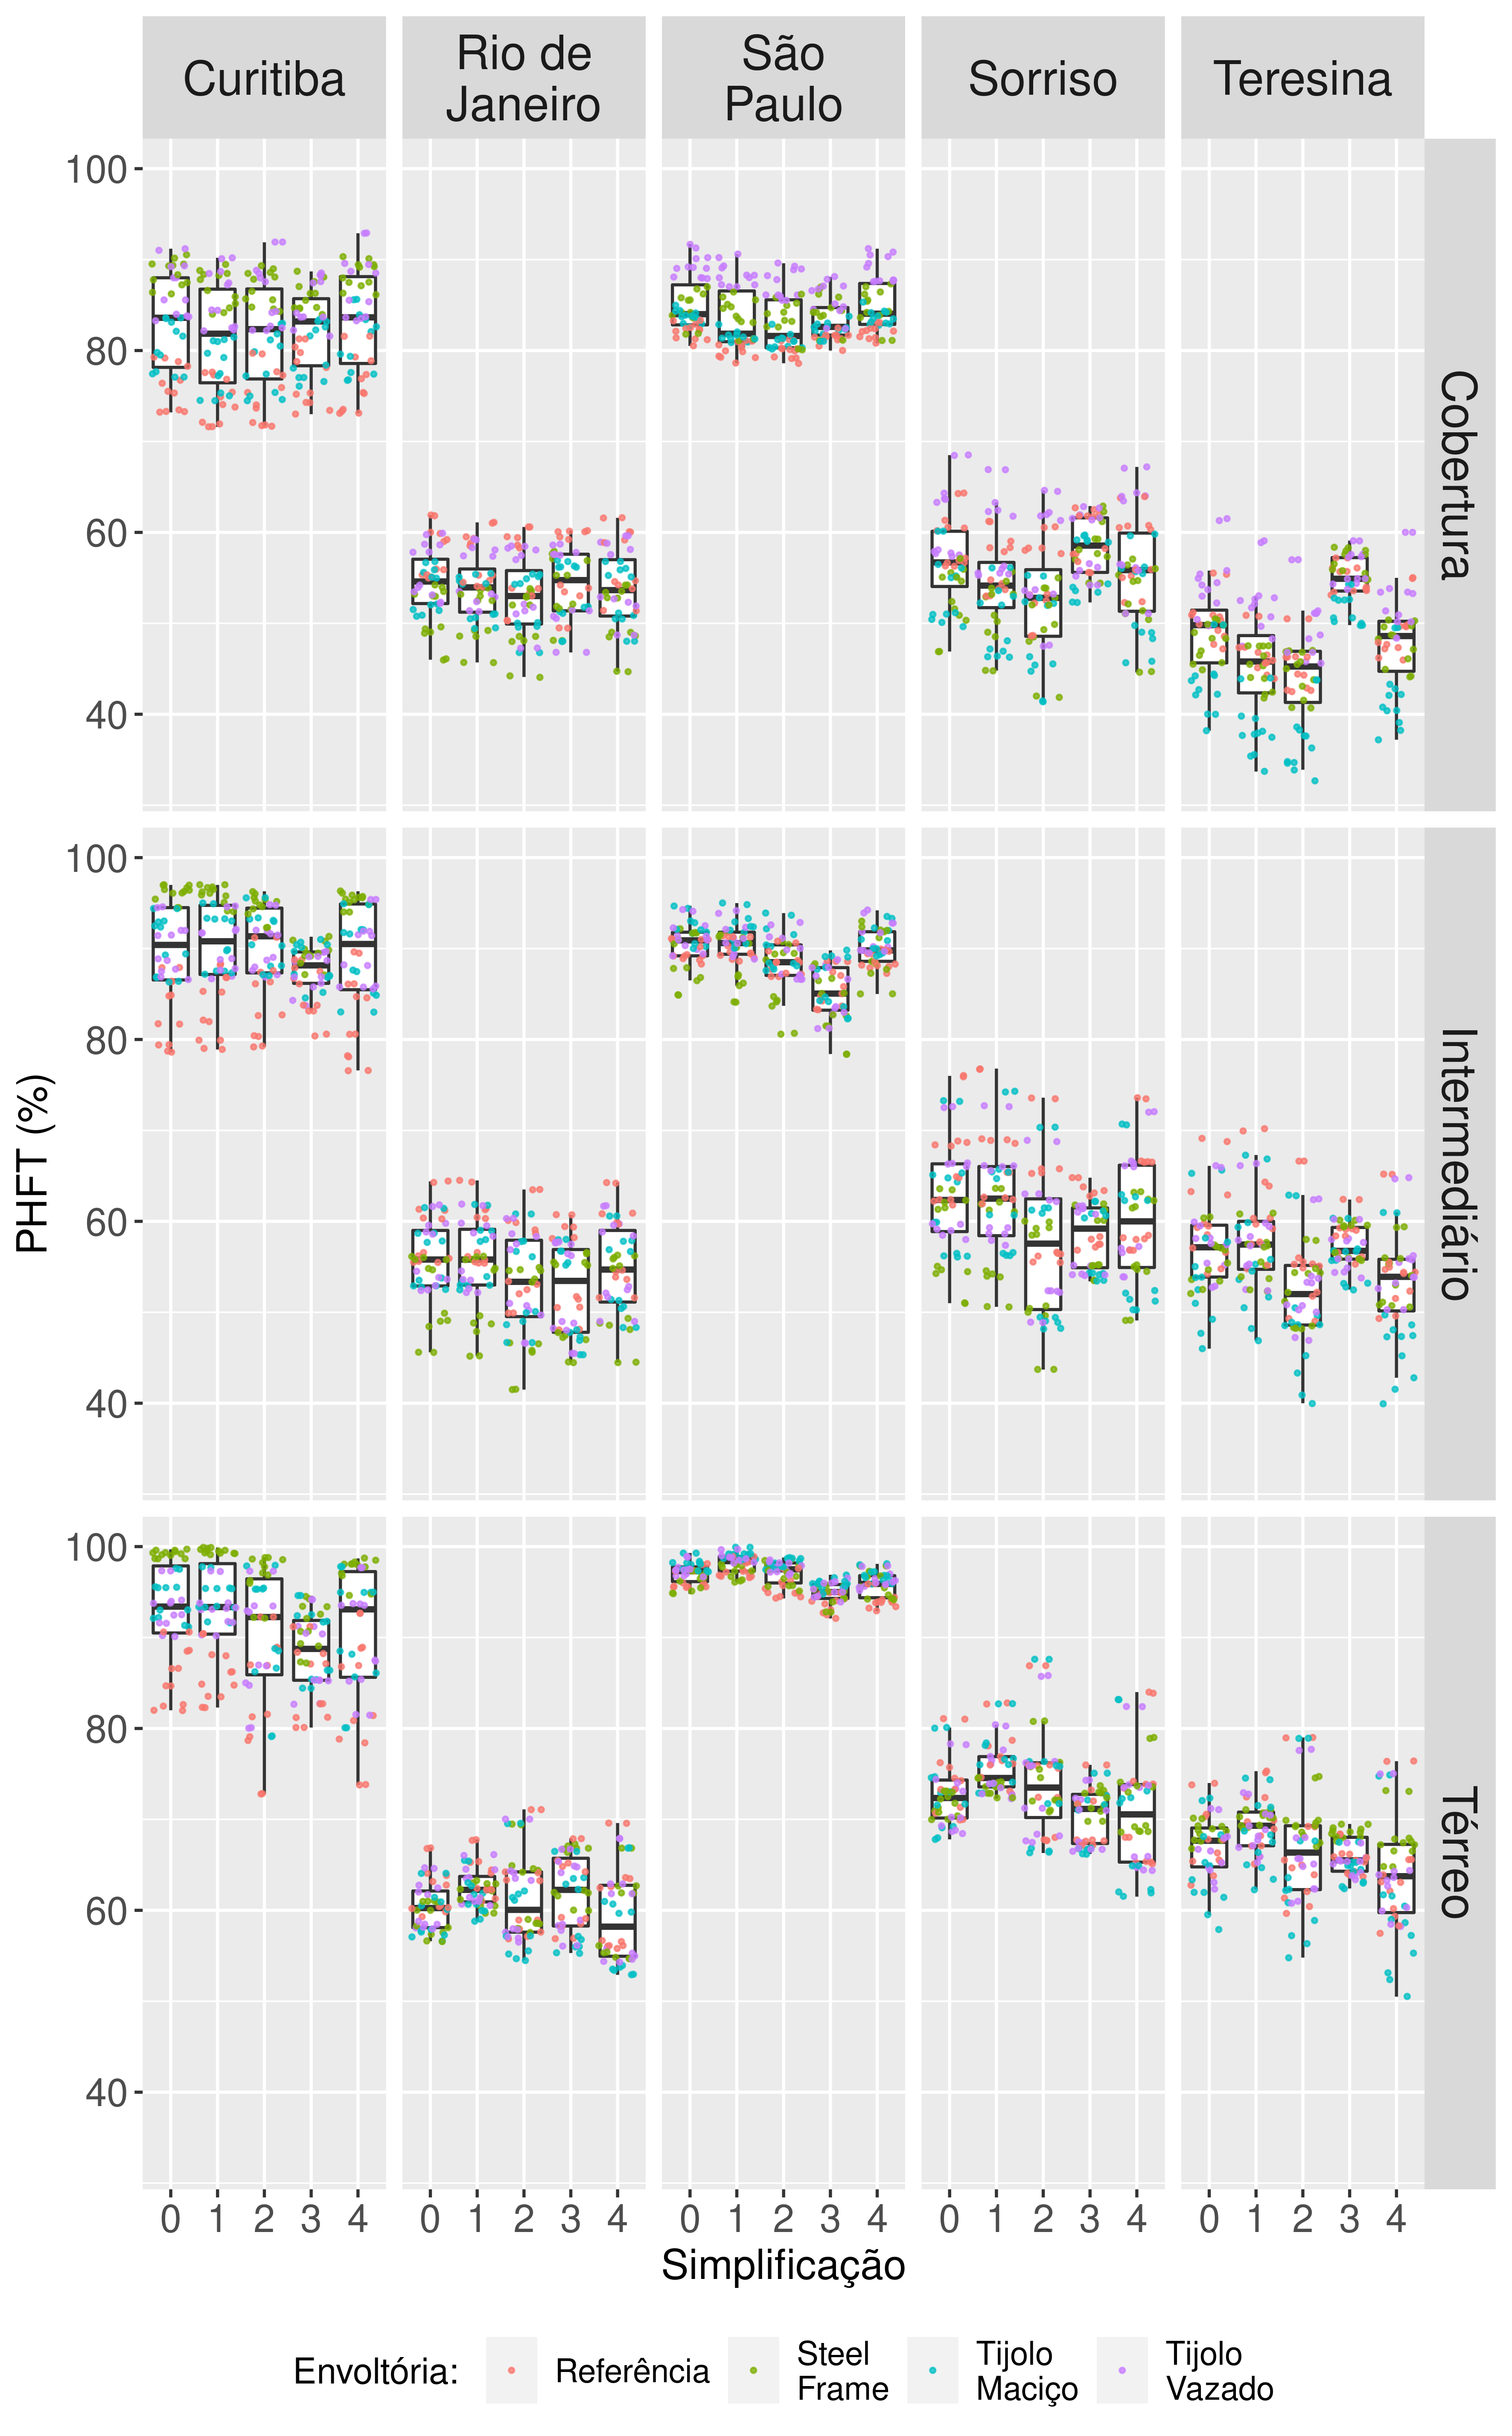 Curitiba
Rio de
Janeiro
São
Paulo
Sorriso
Teresina
100
80
60
40
Cobertura
100
80
60
40
Intermediário
100
80
60
40
Térreo
PHFT (%)
0 1 2 3 4
0 1 2 3 4
0 1 2 3 4
0 1 2 3 4
0 1 2 3 4
Simplificação
Envoltória:
Referência
Steel
Frame
Tijolo
Maciço
Tijolo
Vazado